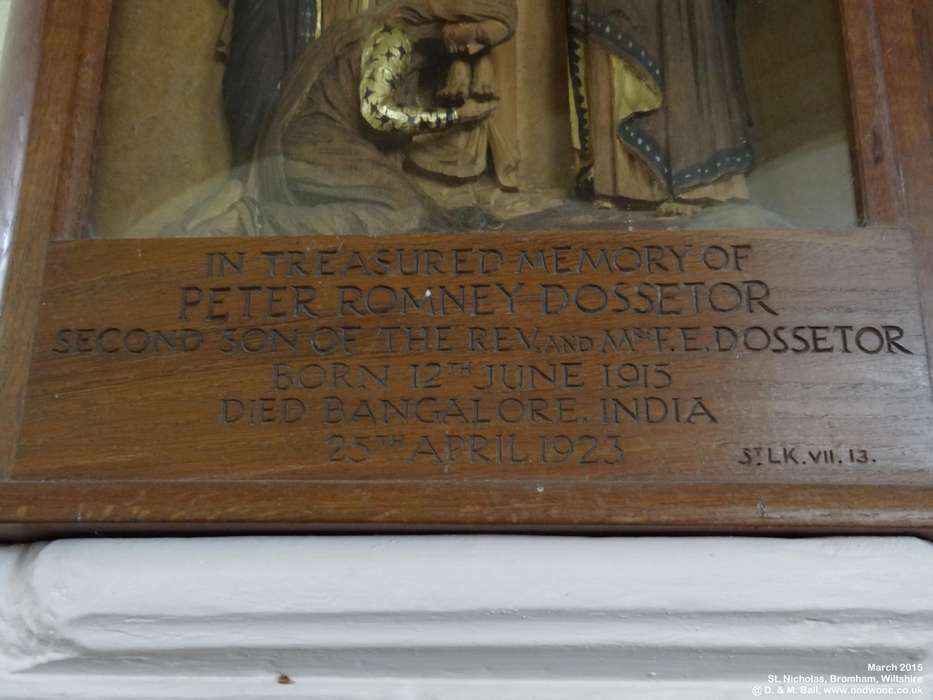 IN TREASURED MEMORY OF
PETER ROMNEY DOSSETOR
SECOND SON OF THE REV. AND MRS F. E. DOSSETOR
BORN 12TH JUNE 1915
DIED BANGALORE, INDIA
25TH APRIL 1923
ST. LK. VII. 13.
March 2015
St. Nicholas, Bromham, Wiltshire
@ D. & M. Ball, www.oodwooc.co.uk